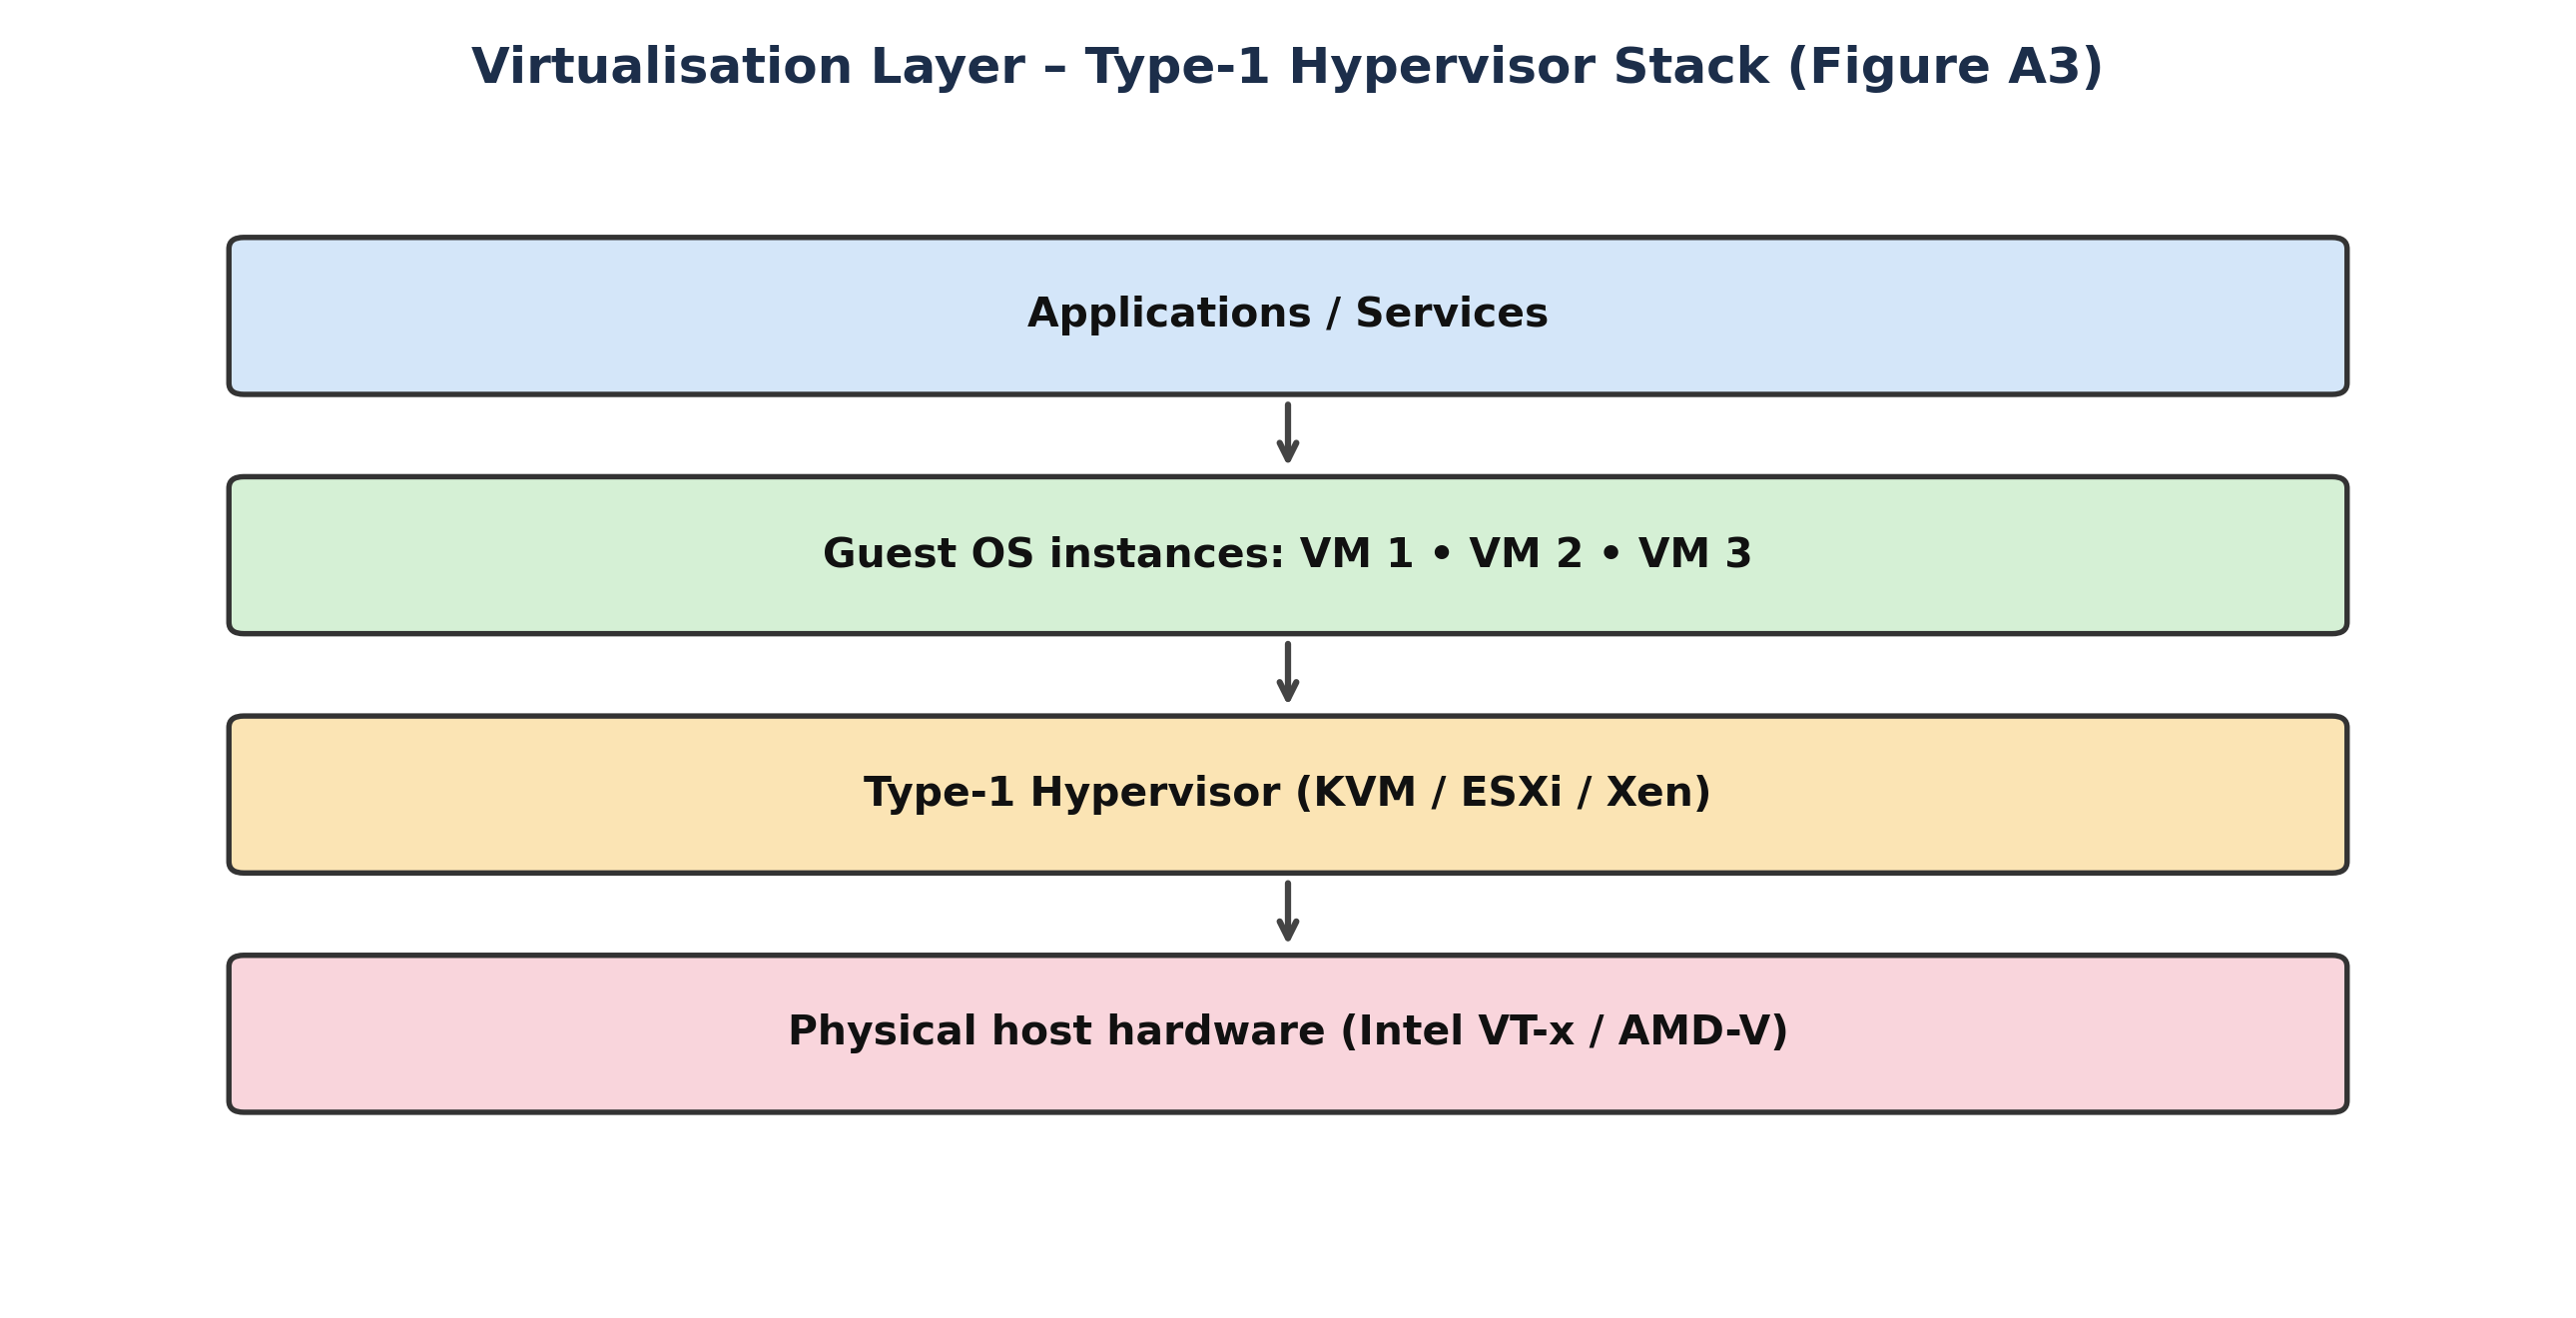 Virtualisation Layer – Type-1 Hypervisor Stack (Figure A3)
Applications / Services
Guest OS instances: VM 1 • VM 2 • VM 3
Type-1 Hypervisor (KVM / ESXi / Xen)
Physical host hardware (Intel VT-x / AMD-V)